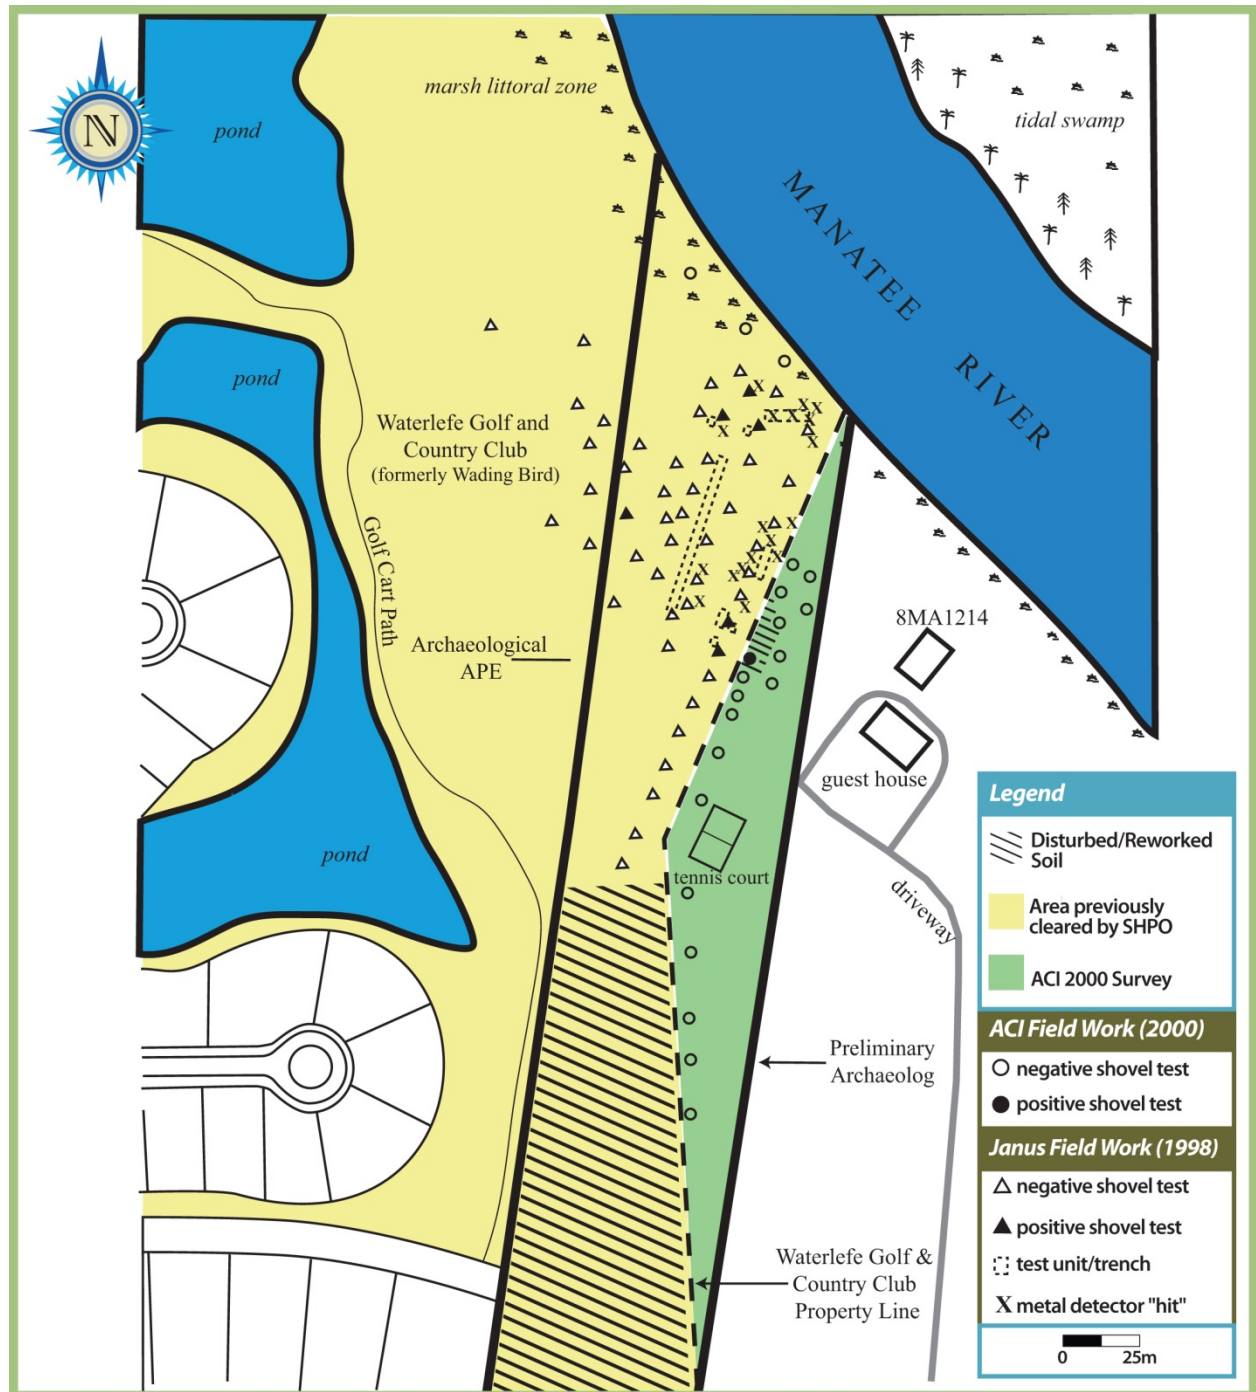 marsh littoral zone
pond
N
tidal swamp
MANATEE
RIVER
pond
Waterlefe Golf and
Country Club
(formerly Wading Bird)
Golf Cart Path
Archaeological
APE
8MA1214
guest house
pond
tennis court
driveway
Preliminary
Archaeolog
Waterlefe Golf &
Country Club
Property Line
Legend
Disturbed/Reworked
Soil
Area previously
cleared by SHPO
ACI 2000 Survey
ACI Field Work (2000)
negative shovel test
positive shovel test
Janus Field Work (1998)
negative shovel test
positive shovel test
test unit/trench
X metal detector "hit"
0 25m